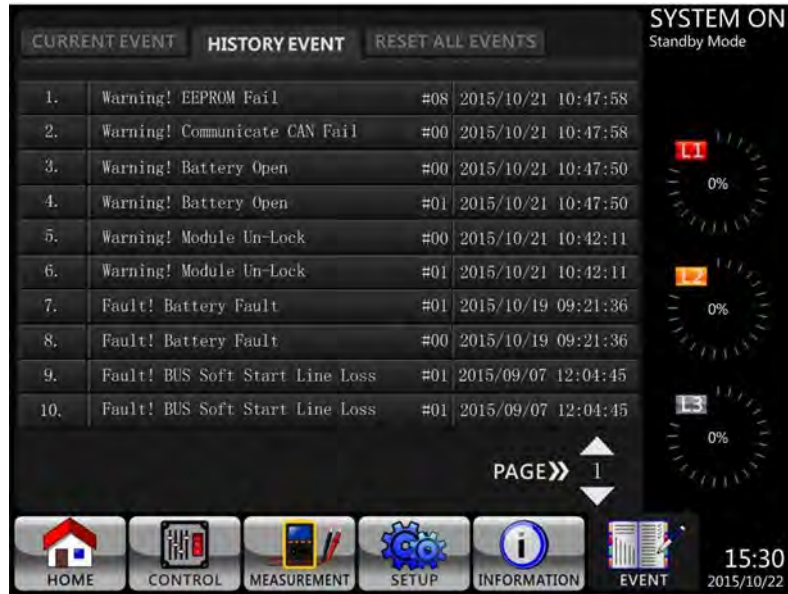 SYSTEM ON
Standby Mode
CURRENT EVENT HISTORY EVENT RESET ALL EVENTS
1. Warning! EEPROM Fail #08 2015/10/21 10:47:58
2. Warning! Communicate CAN Fail #00 2015/10/21 10:47:58
3. Warning! Battery Open #00 2015/10/21 10:47:50
4. Warning! Battery Open #01 2015/10/21 10:47:50
5. Warning! Module Un-Lock #00 2015/10/21 10:42:11
6. Warning! Module Un-Lock #01 2015/10/21 10:42:11
7. Fault! Battery Fault #01 2015/10/19 09:21:36
8. Fault! Battery Fault #00 2015/10/19 09:21:36
9. Fault! BUS Soft Start Line Loss #01 2015/09/07 12:04:45
10. Fault! BUS Soft Start Line Loss #01 2015/09/07 12:04:45
L1
0%
L2
0%
L3
0%
PAGE 1
HOME CONTROL MEASUREMENT SETUP INFORMATION EVENT
15:30
2015/10/22